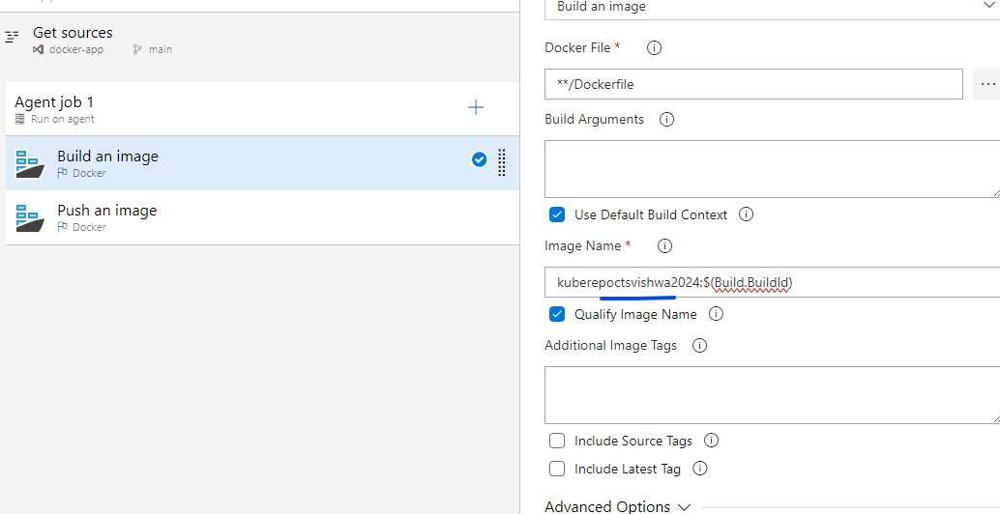 Get sources
docker-app main
Agent job 1
Run on agent
Build an image
Docker
Push an image
Docker
Build an image
Docker File *
**/Dockerfile
Build Arguments
Use Default Build Context
Image Name *
kuberepoctsvishwa2024:$(Build.BuildId)
Qualify Image Name
Additional Image Tags
Include Source Tags
Include Latest Tag
Advanced Options